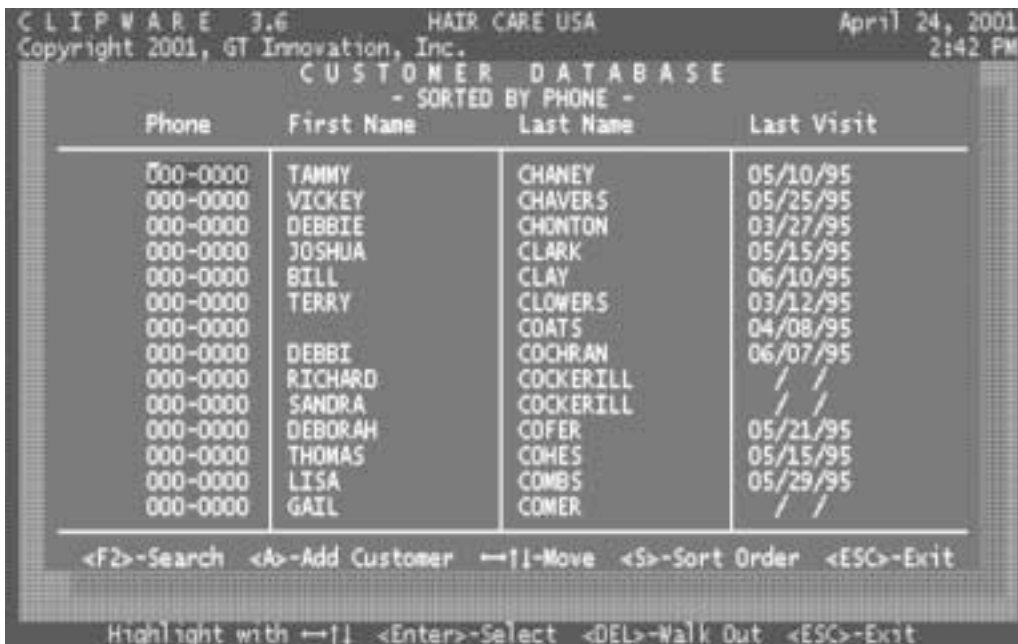 C L I P W A R E  3.6  HAIR CARE USA  April 24, 2001
Copyright 2001, GT Innovation, Inc.  2:42 PM
C U S T O M E R  D A T A B A S E
- SORTED BY PHONE -
Phone  First Name  Last Name  Last Visit
000-0000  TAMMY  CHANEY  05/10/95
000-0000  VICKEY  CHAVERS  05/25/95
000-0000  DEBBIE  CHONTON  03/27/95
000-0000  JOSHUA  CLARK  05/15/95
000-0000  BILL  CLAY  06/10/95
000-0000  TERRY  CLOWERS  03/12/95
000-0000  COATS  04/08/95
000-0000  DEBBI  COCHRAN  06/07/95
000-0000  RICHARD  COCKERILL  /  /
000-0000  SANDRA  COCKERILL  /  /
000-0000  DEBORAH  COFER  05/21/95
000-0000  THOMAS  COHES  05/15/95
000-0000  LISA  COMBS  05/29/95
000-0000  GAIL  COMER  /  /
<F2>-Search  <A>-Add Customer  ←→↑↓-Move  <S>-Sort Order  <ESC>-Exit
Highlight with ←→↑↓  <Enter>-Select  <DEL>-Walk Out  <ESC>-Exit